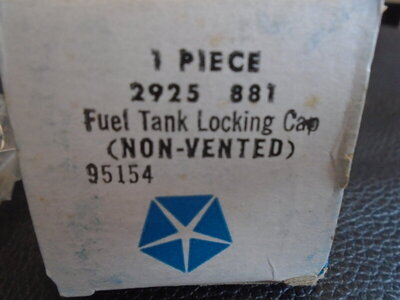 1 PIECE
2925 881
Fuel Tank Locking Cap
(NON-VENTED)
95154